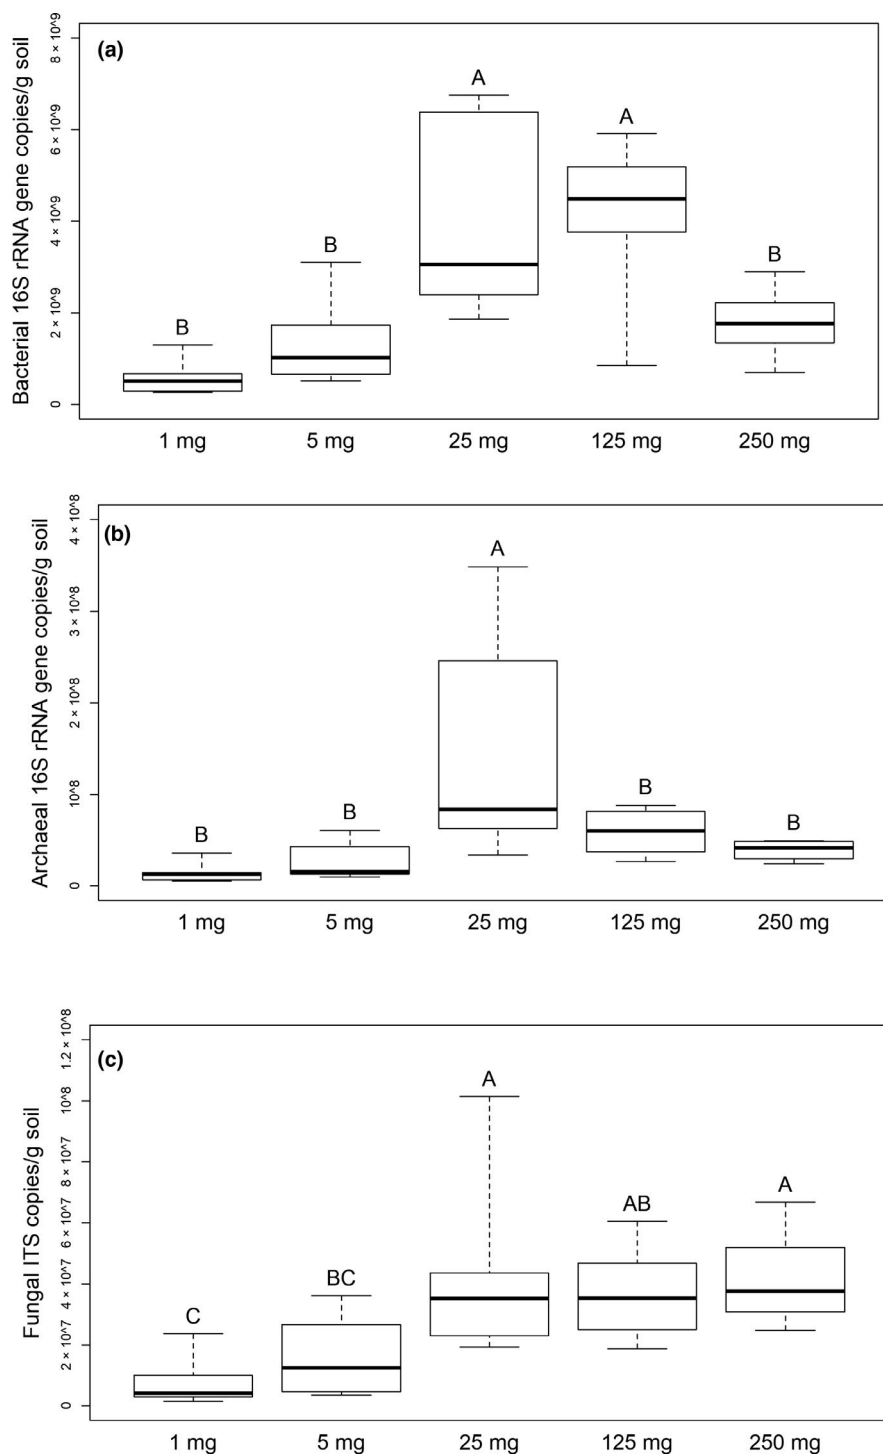 (a)
Bacterial 16S rRNA gene copies/g soil
8 × 10^9
6 × 10^9
4 × 10^9
2 × 10^9
0
B
B
A
A
B
1 mg 5 mg 25 mg 125 mg 250 mg
(b)
Archaeal 16S rRNA gene copies/g soil
4 × 10^8
3 × 10^8
2 × 10^8
10^8
0
B
B
A
B
B
1 mg 5 mg 25 mg 125 mg 250 mg
(c)
Fungal ITS copies/g soil
1.2 × 10^8
10^8
8 × 10^7
6 × 10^7
4 × 10^7
2 × 10^7
0
C
BC
A
AB
A
1 mg 5 mg 25 mg 125 mg 250 mg